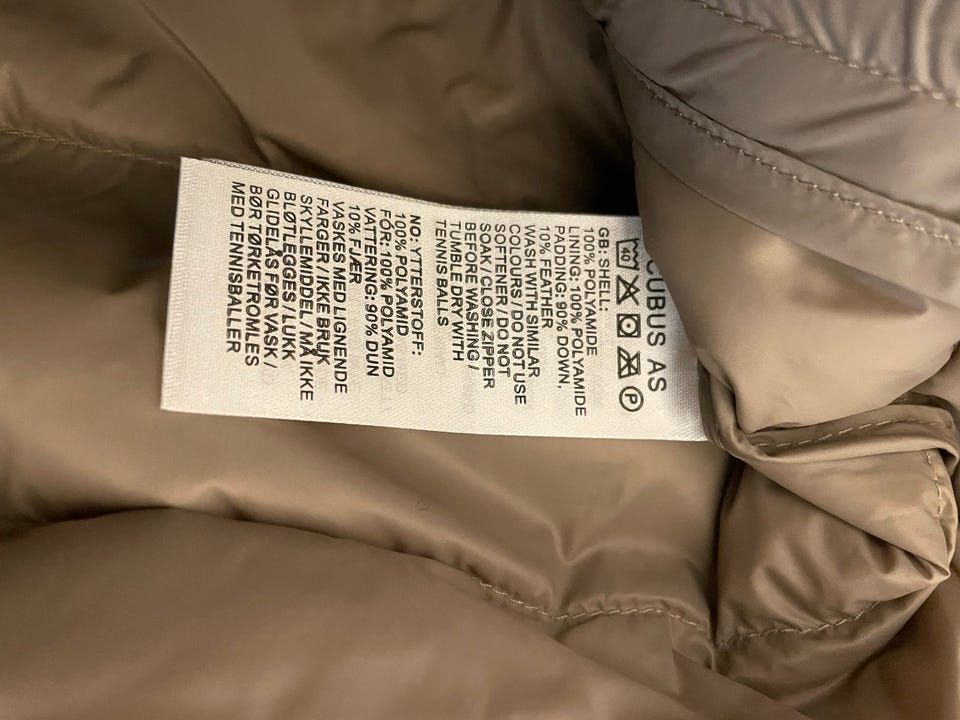 CUBUS AS
40 P
GB: SHELL:
100% POLYAMIDE
LINING: 100% POLYAMIDE
PADDING: 90% DOWN,
10% FEATHER
WASH WITH SIMILAR
COLOURS / DO NOT USE
SOFTENER / DO NOT
SOAK / CLOSE ZIPPER
BEFORE WASHING /
TUMBLE DRY WITH
TENNIS BALLS
NO: YTTERSTOFF:
100% POLYAMID
FÔR: 100% POLYAMID
VATTERING: 90% DUN
10% FJÆR
VASKES MED LIGNENDE
FARGER / IKKE BRUK
SKYLLEMIDDEL / MÅ IKKE
BLØTLEGGES / LUKK
GLIDELÅS FØR VASK /
BØR TØRKETROMLES
MED TENNISBALLER